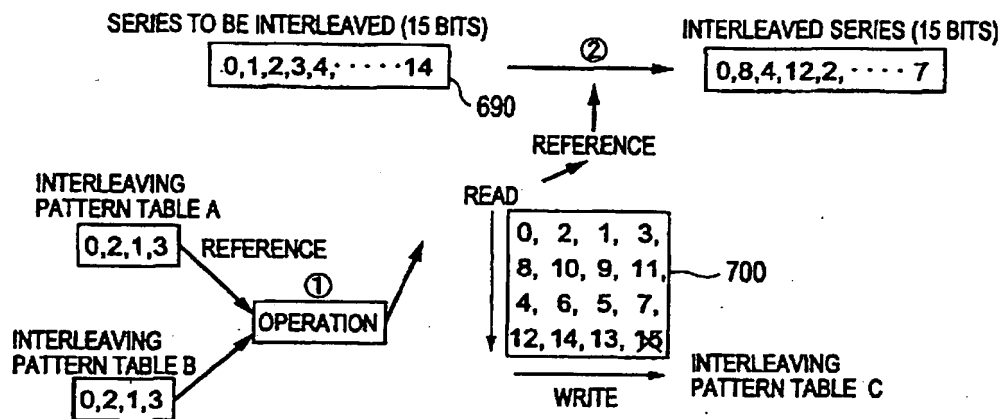 SERIES TO BE INTERLEAVED (15 BITS)
0,1,2,3,4,·····14
690
②
INTERLEAVED SERIES (15 BITS)
0,8,4,12,2,····7
REFERENCE
INTERLEAVING
PATTERN TABLE A
0,2,1,3
REFERENCE
①
OPERATION
INTERLEAVING
PATTERN TABLE B
0,2,1,3
READ
0, 2, 1, 3,
8, 10, 9, 11,
4, 6, 5, 7,
12, 14, 13, 15
700
WRITE
INTERLEAVING
PATTERN TABLE C